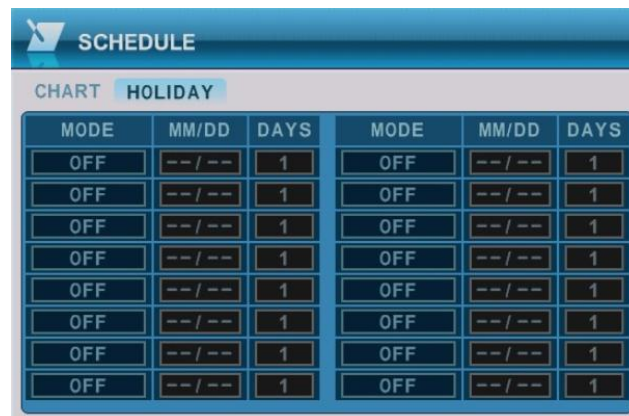 SCHEDULE
CHART HOLIDAY
MODE MM/DD DAYS MODE MM/DD DAYS
OFF --/-- 1 OFF --/-- 1
OFF --/-- 1 OFF --/-- 1
OFF --/-- 1 OFF --/-- 1
OFF --/-- 1 OFF --/-- 1
OFF --/-- 1 OFF --/-- 1
OFF --/-- 1 OFF --/-- 1
OFF --/-- 1 OFF --/-- 1
OFF --/-- 1 OFF --/-- 1